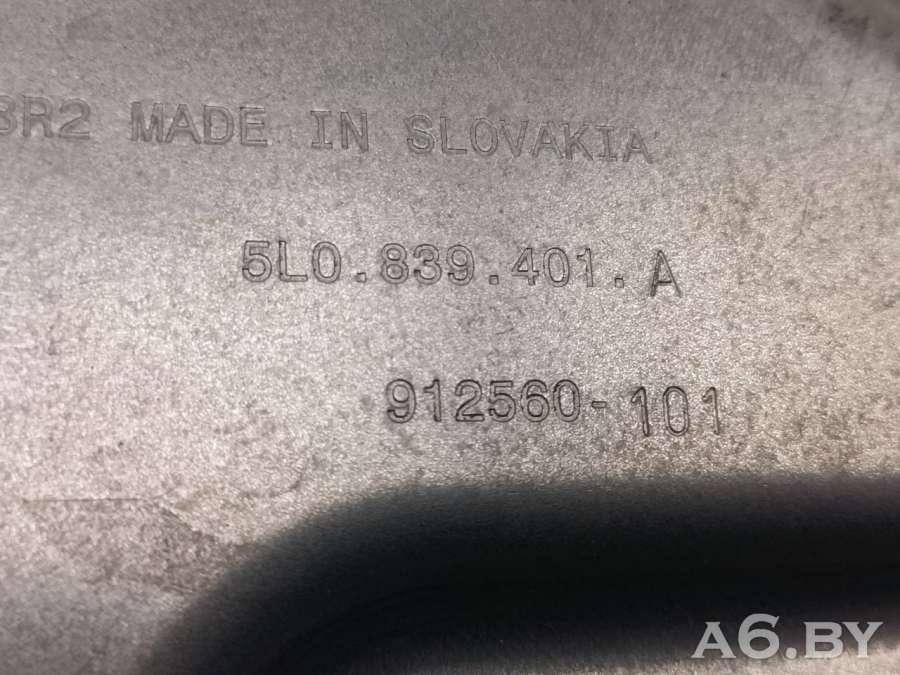 3R2 MADE IN SLOVAKIA
5L0.839.401.A
912560-101
A6.BY